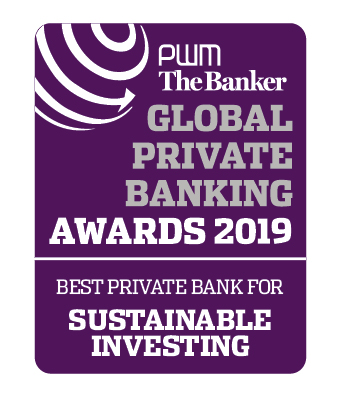 PWM
The Banker
GLOBAL
PRIVATE
BANKING
AWARDS 2019
BEST PRIVATE BANK FOR
SUSTAINABLE
INVESTING